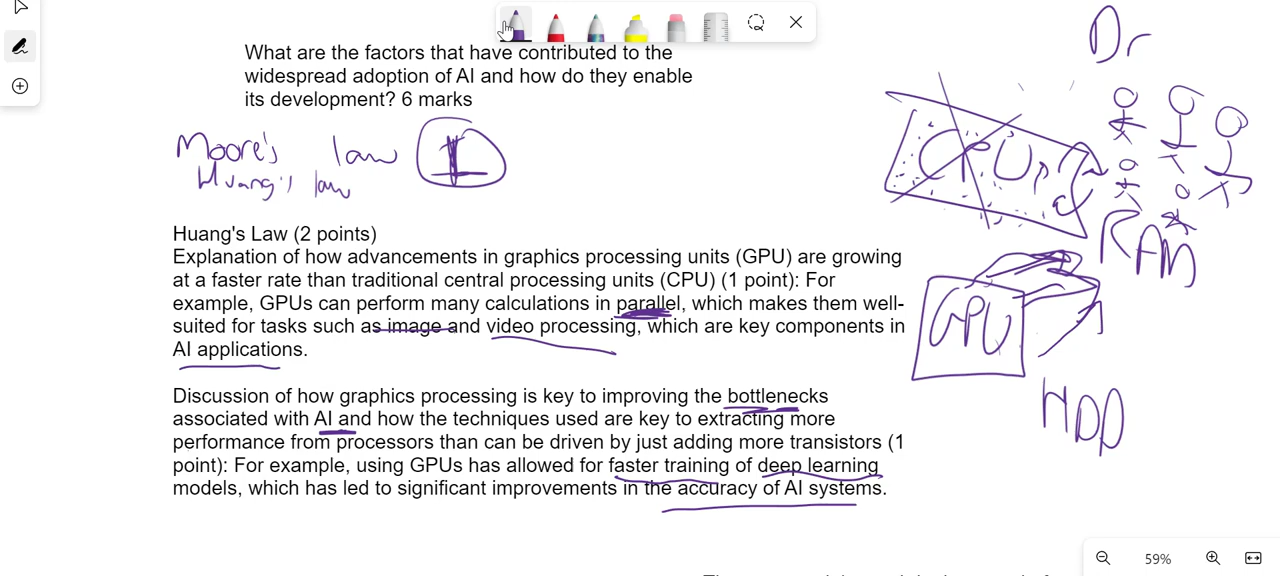 What are the factors that have contributed to the
widespread adoption of AI and how do they enable
its development? 6 marks
Moore's law
Huang's law
Huang's Law (2 points)
Explanation of how advancements in graphics processing units (GPU) are growing
at a faster rate than traditional central processing units (CPU) (1 point): For
example, GPUs can perform many calculations in parallel, which makes them well-
suited for tasks such as image and video processing, which are key components in
AI applications.
Discussion of how graphics processing is key to improving the bottlenecks
associated with AI and how the techniques used are key to extracting more
performance from processors than can be driven by just adding more transistors (1
point): For example, using GPUs has allowed for faster training of deep learning
models, which has led to significant improvements in the accuracy of AI systems.
Dr
CPU
RAM
GPU
HDD
59%